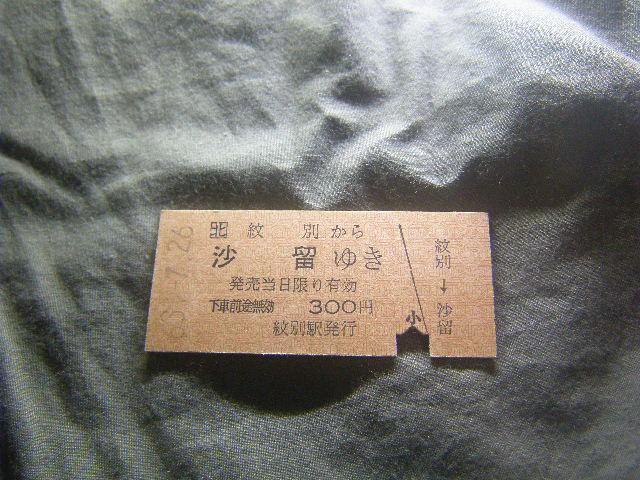 ㋣ 紋別から
沙留ゆき
発売当日限り有効
下車前途無効 300円
紋別駅発行
小
紋別→沙留